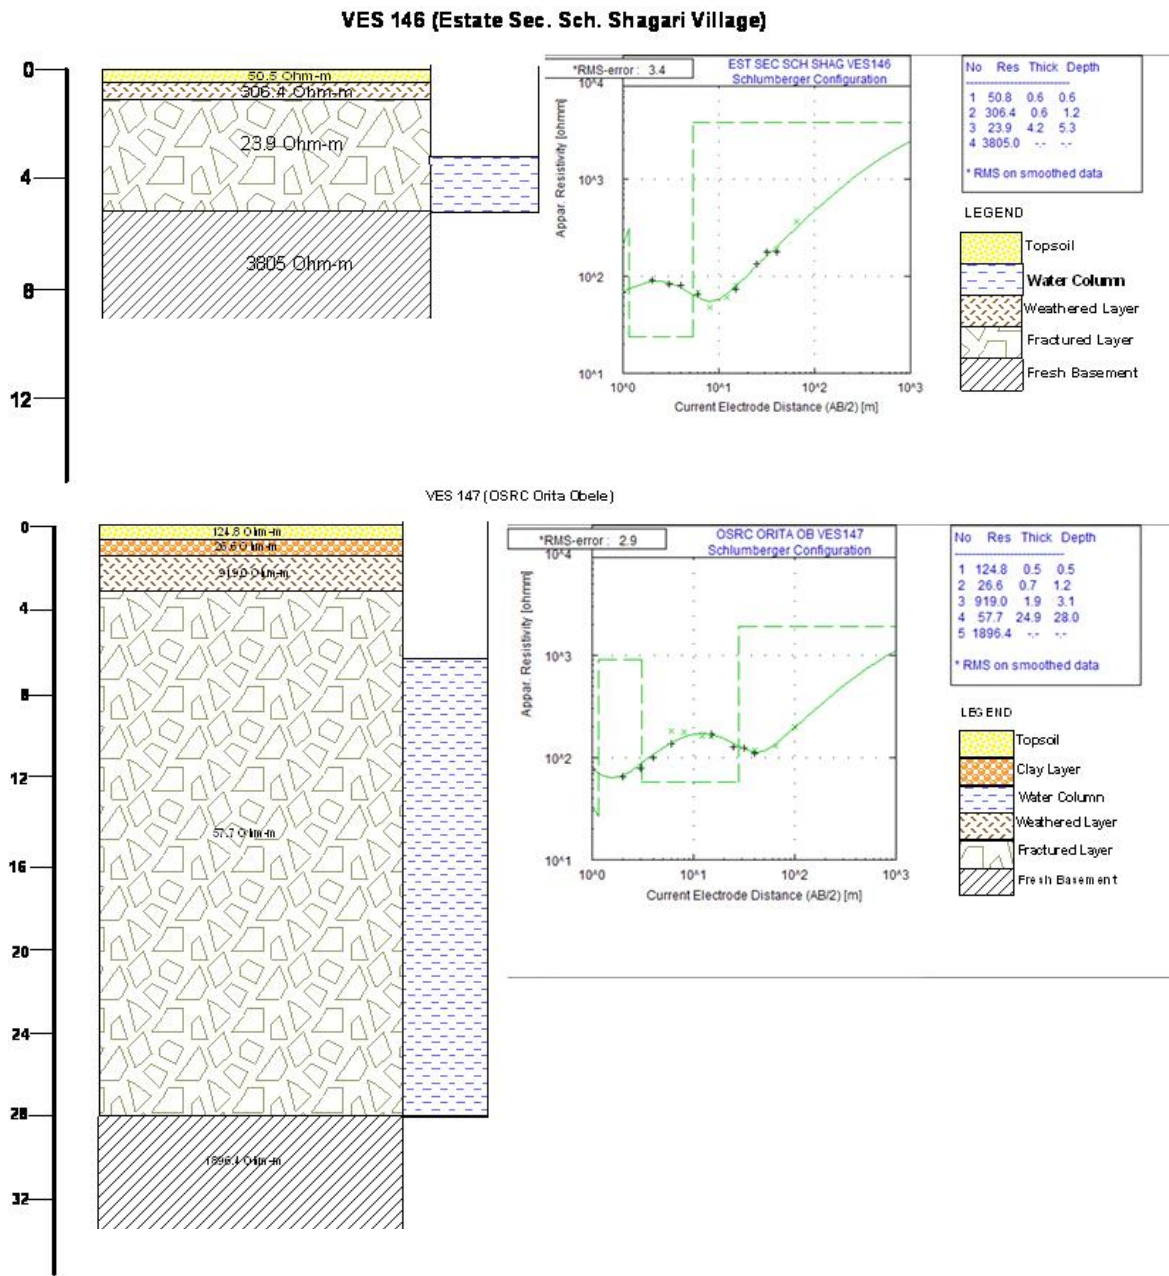 VES 146 (Estate Sec. Sch. Shagari Village)
0
4
8
12
50.5 Ohm-m
306.4 Ohm-m
23.9 Ohm-m
3805 Ohm-m
*RMS-error : 3.4
EST SEC SCH SHAG VES146
Schlumberger Configuration
Appar. Resistivity [ohmm]
10^4
10^3
10^2
10^1
10^0 10^1 10^2 10^3
Current Electrode Distance (AB/2) [m]
No Res Thick Depth
1 50.8 0.6 0.6
2 306.4 0.6 1.2
3 23.9 4.2 5.3
4 3805.0 -.- -.-
* RMS on smoothed data
LEGEND
Topsoil
Water Column
Weathered Layer
Fractured Layer
Fresh Basement
VES 147 (OSRC Orita Obele)
0
4
8
12
16
20
24
28
32
124.8 Ohm-m
26.6 Ohm-m
919.0 Ohm-m
57.7 Ohm-m
1896.4 Ohm-m
*RMS-error : 2.9
OSRC ORITA OB VES147
Schlumberger Configuration
Appar. Resistivity [ohmm]
10^4
10^3
10^2
10^1
10^0 10^1 10^2 10^3
Current Electrode Distance (AB/2) [m]
No Res Thick Depth
1 124.8 0.5 0.5
2 26.6 0.7 1.2
3 919.0 1.9 3.1
4 57.7 24.9 28.0
5 1896.4 -.- -.-
* RMS on smoothed data
LEGEND
Topsoil
Clay Layer
Water Column
Weathered Layer
Fractured Layer
Fresh Basement